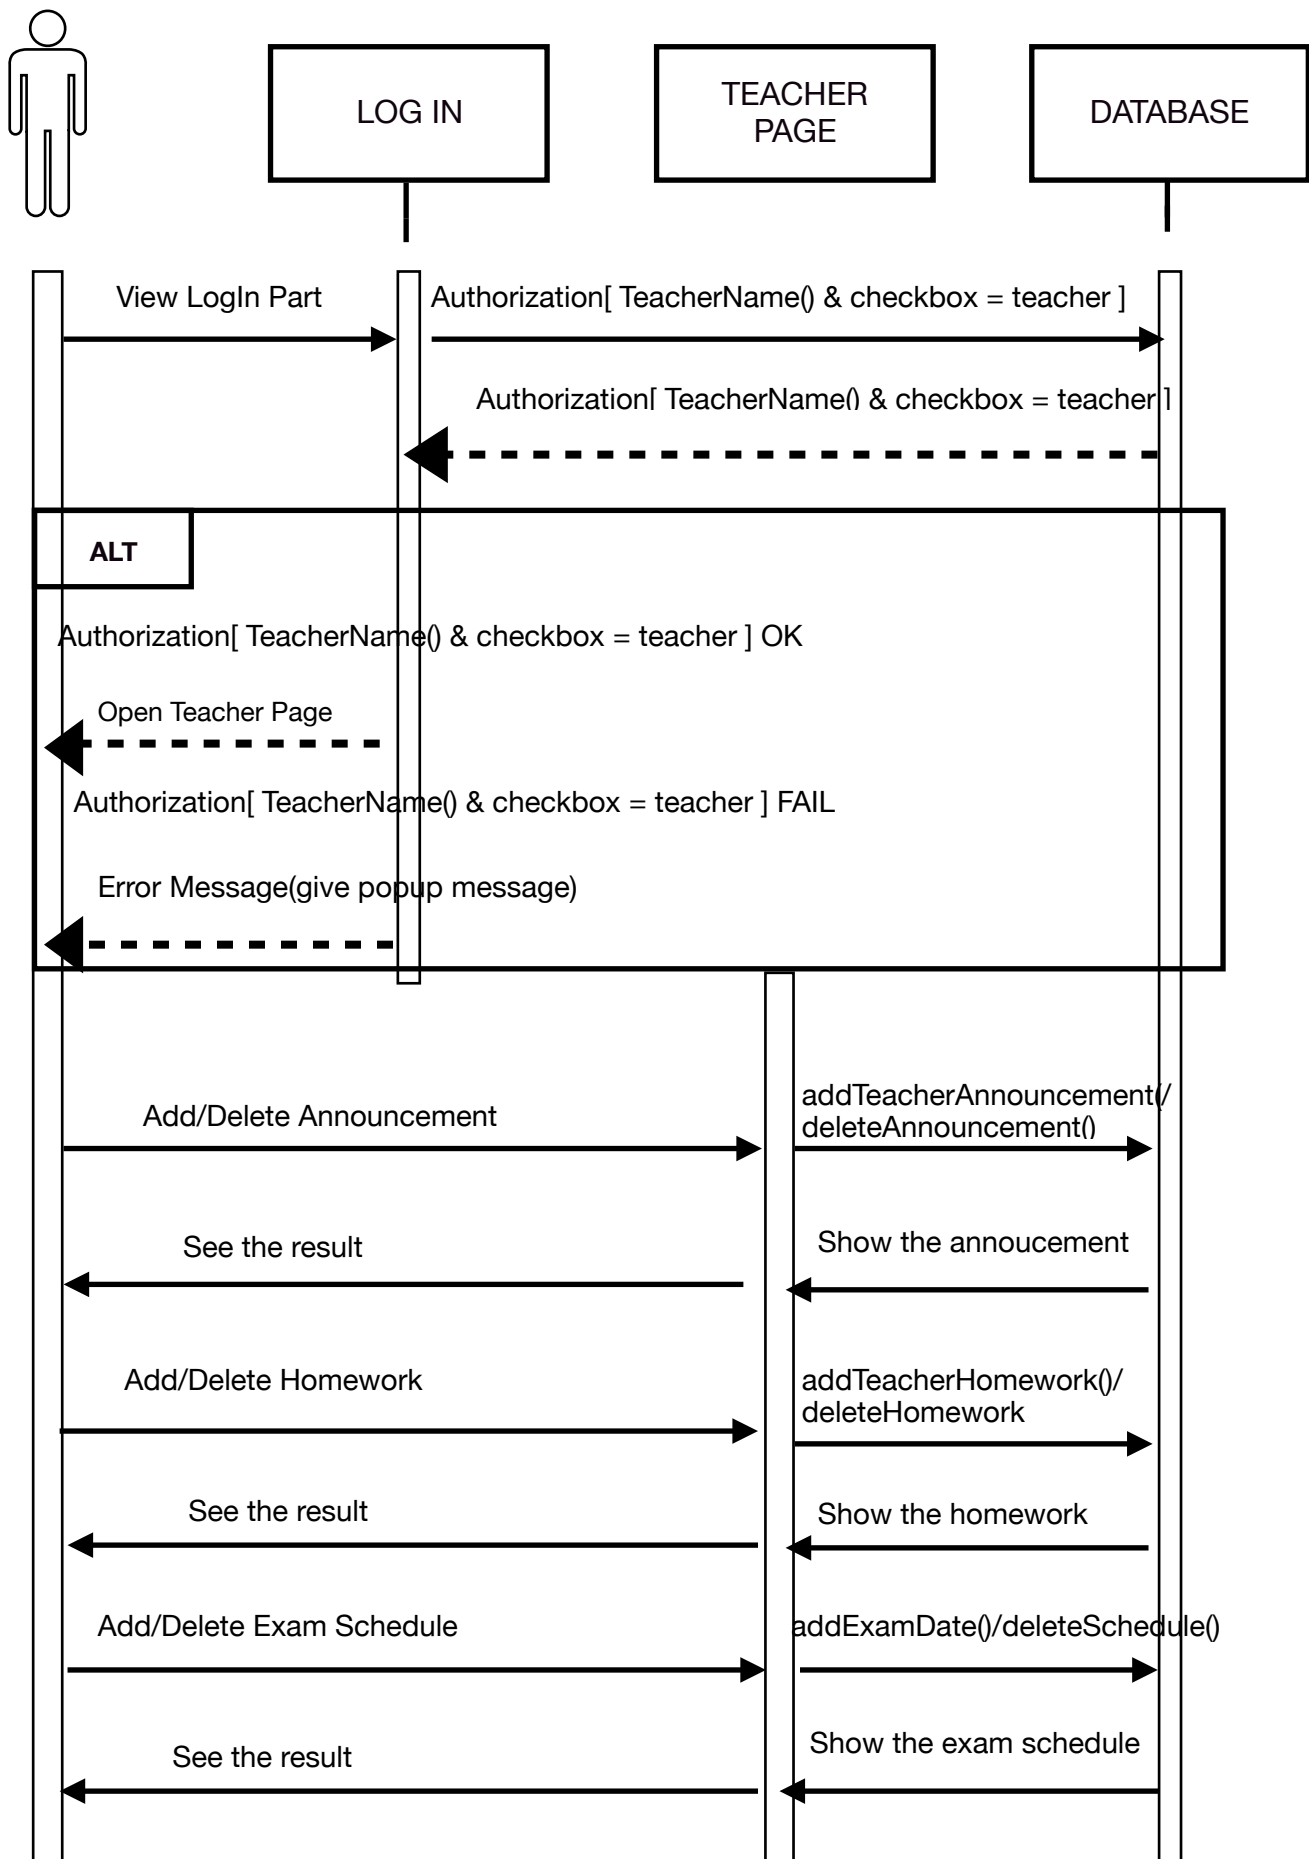 LOG IN
TEACHER
PAGE
DATABASE
View LogIn Part
Authorization[ TeacherName() & checkbox = teacher ]
Authorization[ TeacherName() & checkbox = teacher ]
ALT
Authorization[ TeacherName() & checkbox = teacher ] OK
Open Teacher Page
Authorization[ TeacherName() & checkbox = teacher ] FAIL
Error Message(give popup message)
Add/Delete Announcement
addTeacherAnnouncement(/
deleteAnnouncement()
See the result
Show the annoucement
Add/Delete Homework
addTeacherHomework()/
deleteHomework
See the result
Show the homework
Add/Delete Exam Schedule
addExamDate()/deleteSchedule()
See the result
Show the exam schedule